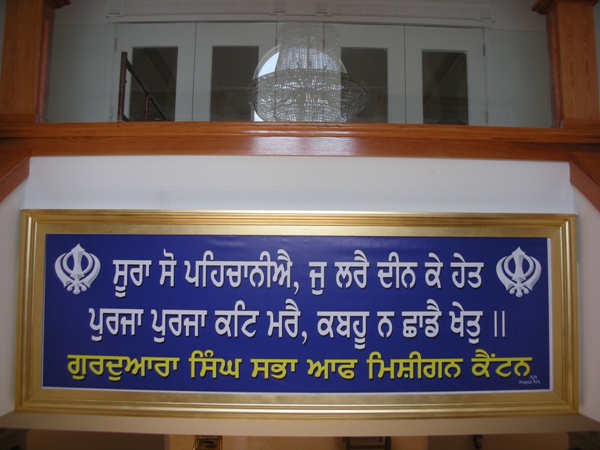 ਸੂਰਾ ਸੋ ਪਹਿਚਾਨੀਐ, ਜੁ ਲਰੈ ਦੀਨ ਕੇ ਹੇਤ
ਪੁਰਜਾ ਪੁਰਜਾ ਕਟਿ ਮਰੈ, ਕਬਹੂ ਨ ਛਾਡੈ ਖੇਤੁ ॥
ਗੁਰਦੁਆਰਾ ਸਿੰਘ ਸਭਾ ਆਫ ਮਿਸ਼ੀਗਨ ਕੈਂਟਨ